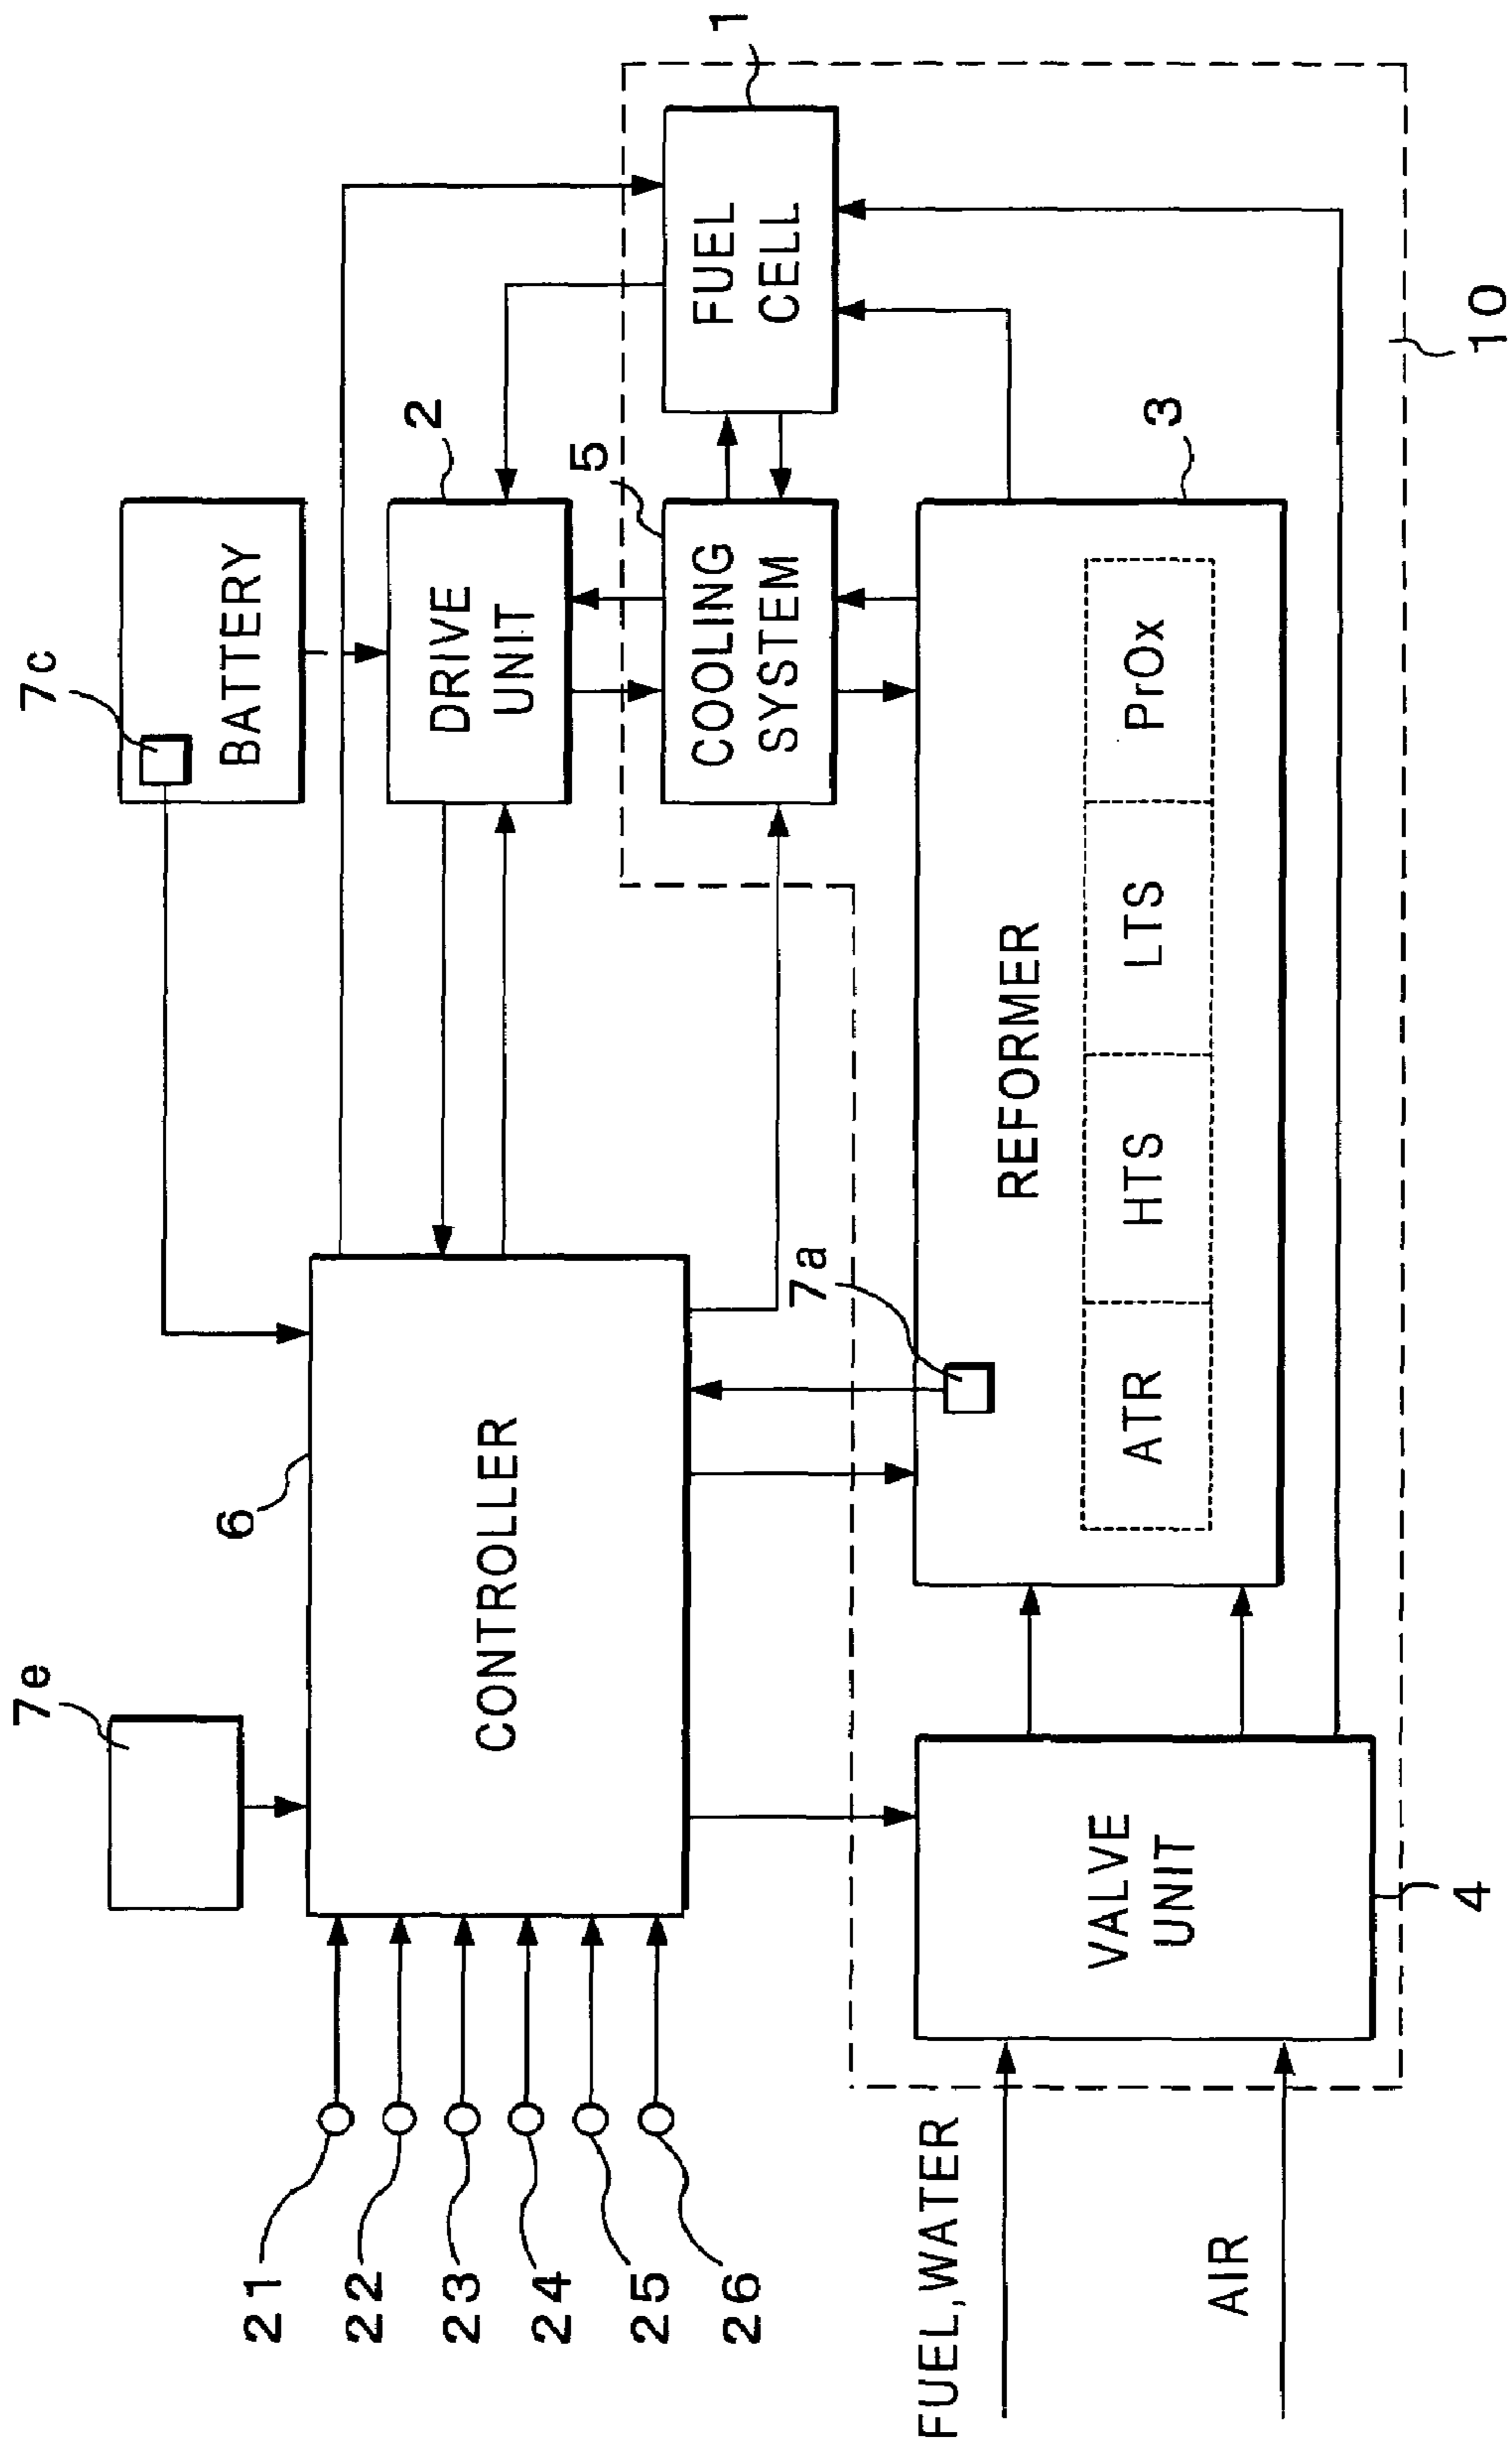 7e
7c
BATTERY
6
CONTROLLER
2
DRIVE
UNIT
5
COOLING
SYSTEM
1
FUEL
CELL
21
22
23
24
25
26
7a
REFORMER
3
ATR
HTS
LTS
PrOx
FUEL,WATER
AIR
VALVE
UNIT
4
10